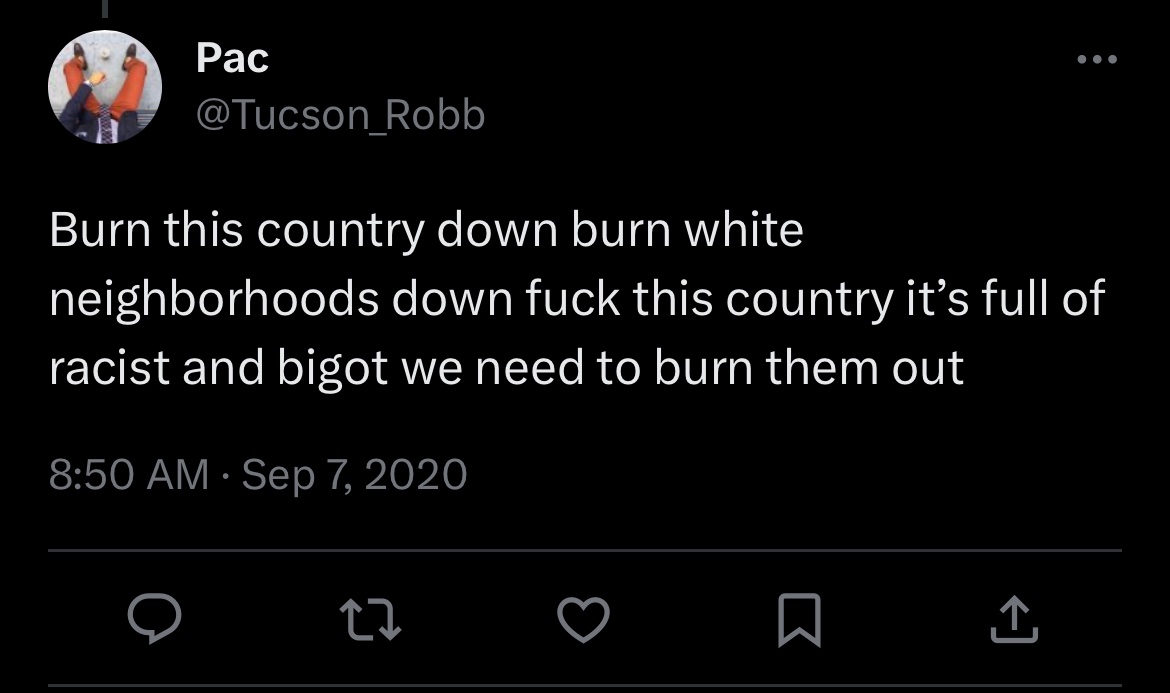 Pac
@Tucson_Robb
Burn this country down burn white
neighborhoods down fuck this country it’s full of
racist and bigot we need to burn them out
8:50 AM · Sep 7, 2020